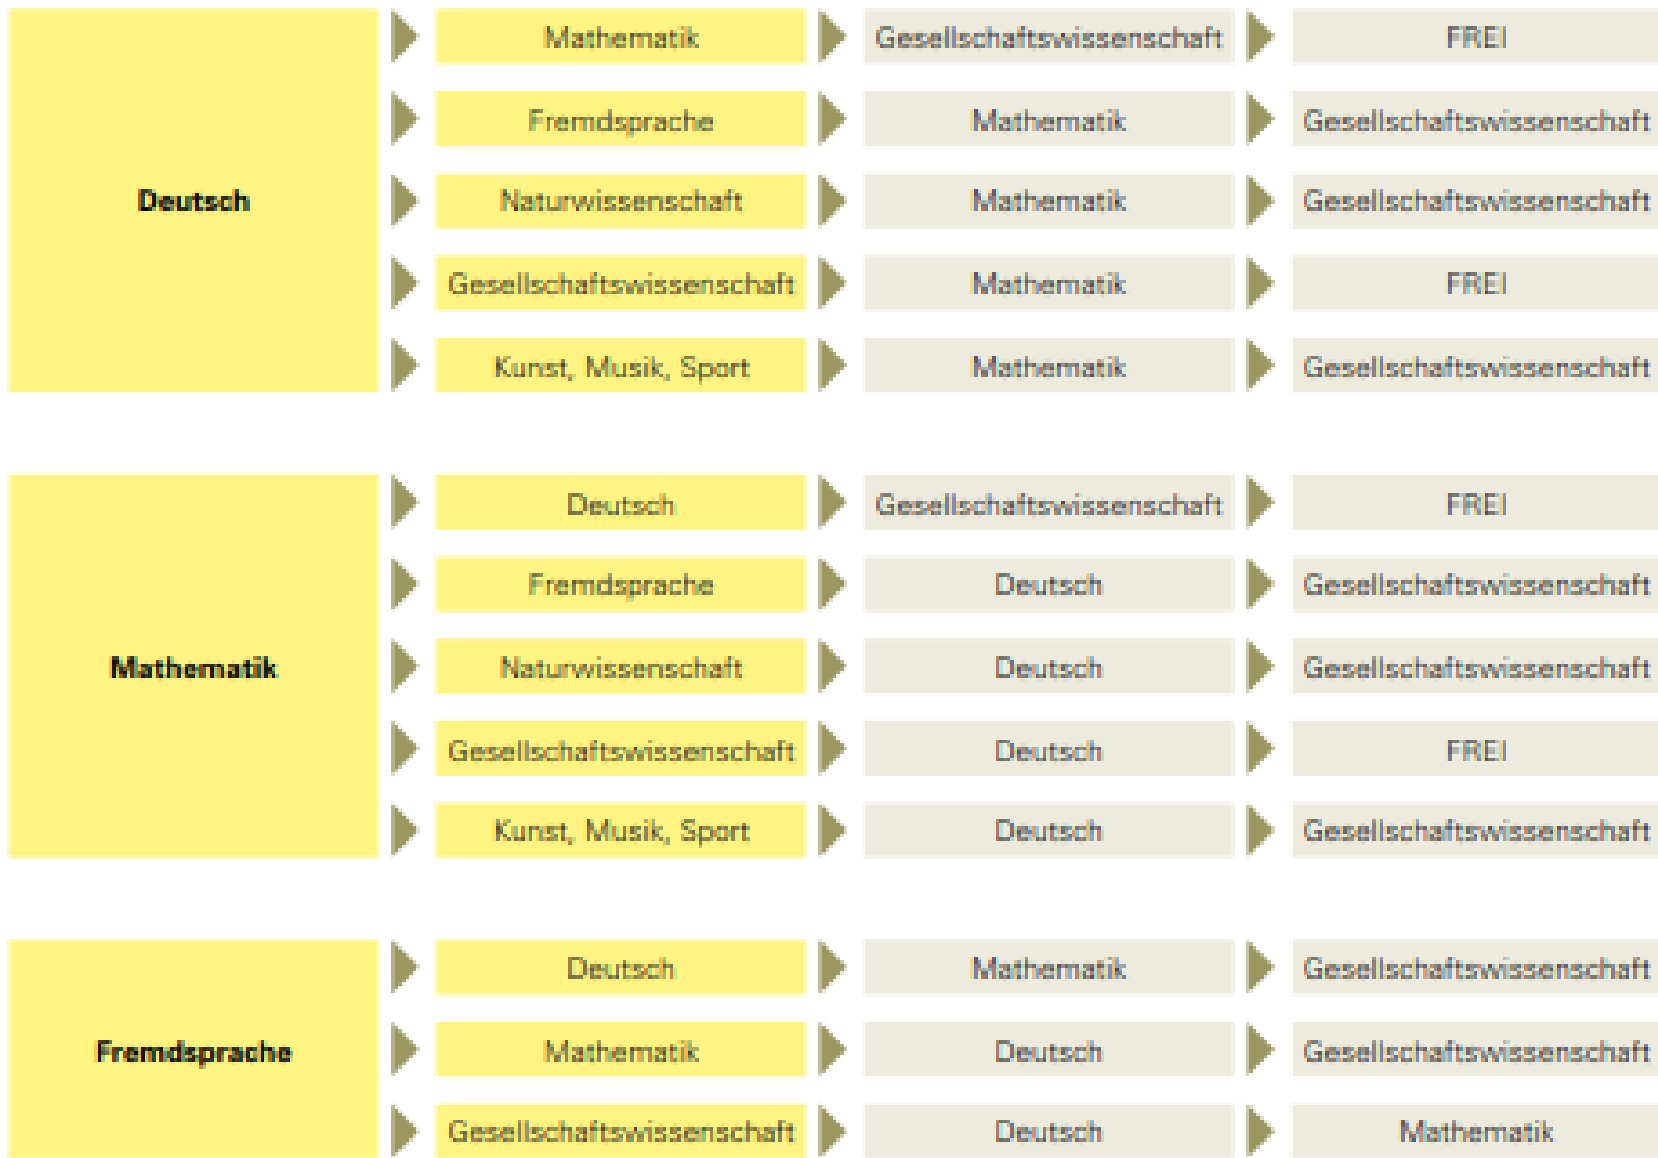 Mathematik Gesellschaftswissenschaft FREI
Fremdsprache Mathematik Gesellschaftswissenschaft
Deutsch Naturwissenschaft Mathematik Gesellschaftswissenschaft
Gesellschaftswissenschaft Mathematik FREI
Kunst, Musik, Sport Mathematik Gesellschaftswissenschaft
Deutsch Gesellschaftswissenschaft FREI
Fremdsprache Deutsch Gesellschaftswissenschaft
Mathematik Naturwissenschaft Deutsch Gesellschaftswissenschaft
Gesellschaftswissenschaft Deutsch FREI
Kunst, Musik, Sport Deutsch Gesellschaftswissenschaft
Deutsch Mathematik Gesellschaftswissenschaft
Fremdsprache Mathematik Deutsch Gesellschaftswissenschaft
Gesellschaftswissenschaft Deutsch Mathematik